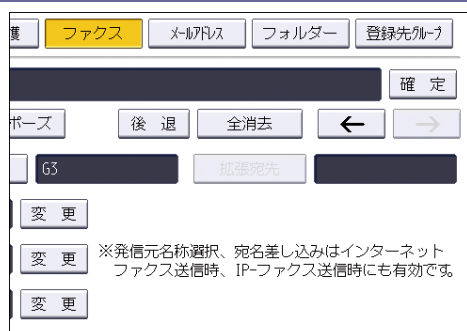 護 ファクス メールアドレス フォルダー 登録先グループ
確 定
ポーズ 後 退 全消去 ← →
G3 拡張宛先
変 更
変 更 ※発信元名称選択、宛名差し込みはインターネット
ファクス送信時、IP-ファクス送信時にも有効です。
変 更